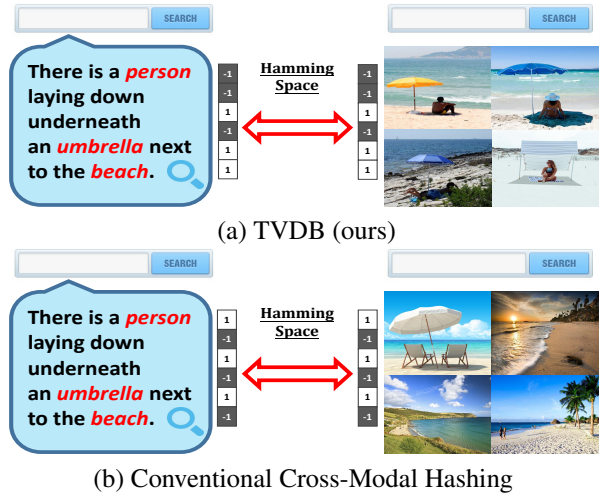 SEARCH
SEARCH
There is a person
laying down
underneath
an umbrella next
to the beach.
-1
-1
1
-1
1
1
Hamming
Space
-1
-1
1
-1
1
1
(a) TVDB (ours)
SEARCH
SEARCH
There is a person
laying down
underneath
an umbrella next
to the beach.
1
-1
1
-1
1
-1
Hamming
Space
1
-1
1
-1
1
-1
(b) Conventional Cross-Modal Hashing